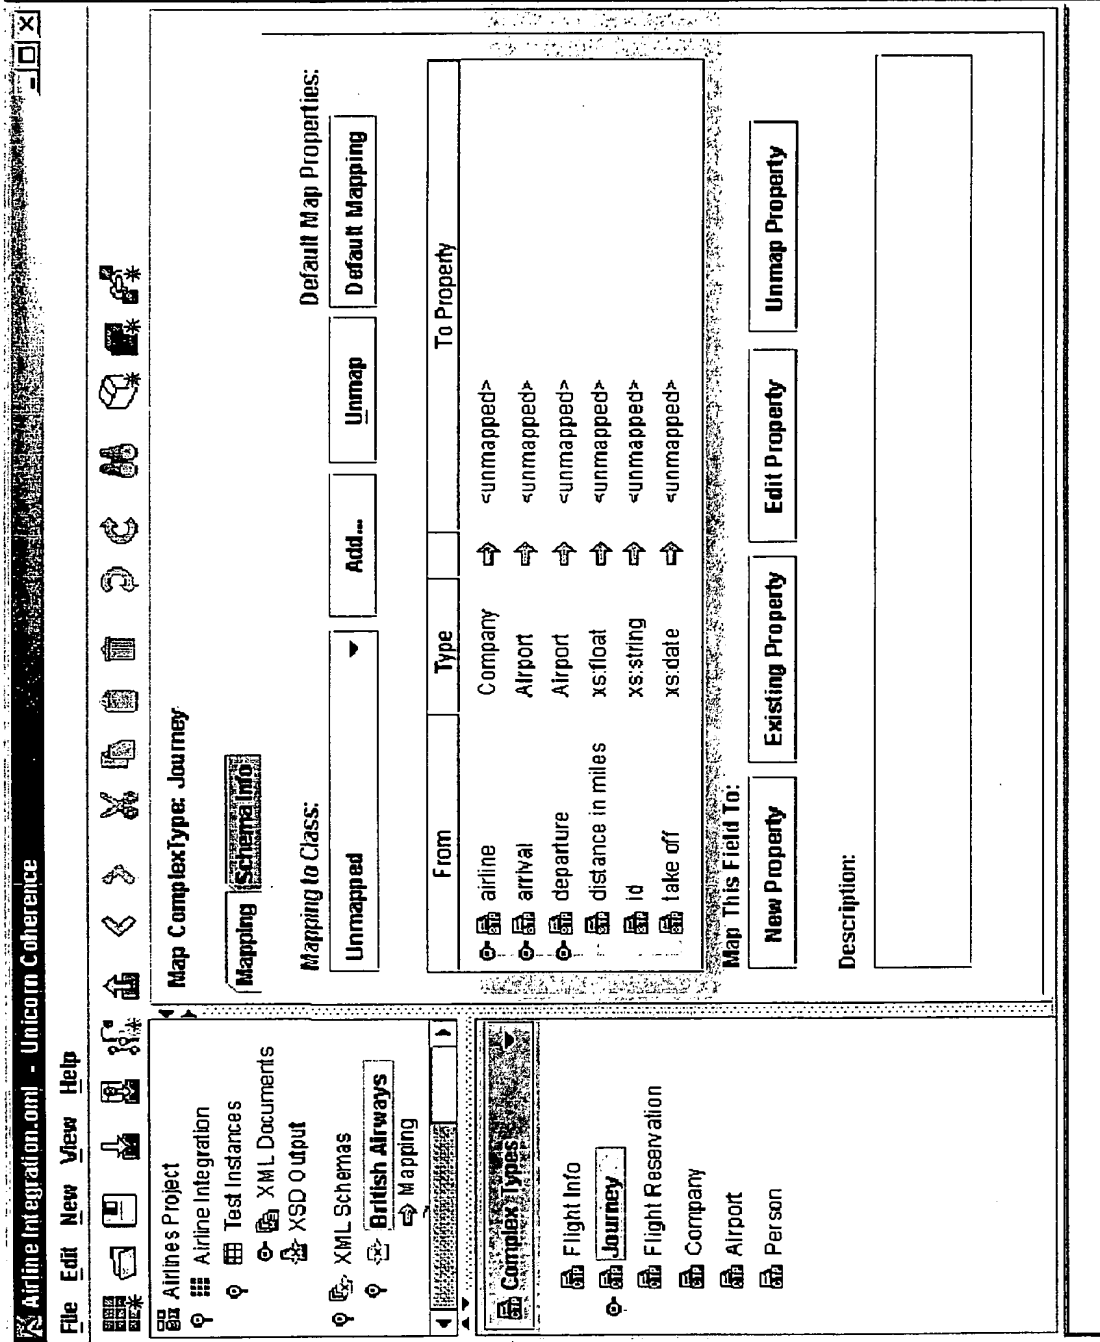 Airline Integration.oml - Unicorn Coherence
File Edit New View Help
Airlines Project
Airline Integration
Test Instances
XML Documents
XSD Output
XML Schemas
British Airways
Mapping
Complex Types
Flight Info
Journey
Flight Reservation
Company
Airport
Person
Map ComplexType: Journey
Mapping Schema Info
Mapping to Class:
Default Map Properties:
Unmapped Add... Unmap Default Mapping
From Type To Property
airline Company <unmapped>
arrival Airport <unmapped>
departure Airport <unmapped>
distance in miles xs:float <unmapped>
id xs:string <unmapped>
take off xs:date <unmapped>
Map This Field To:
New Property Existing Property Edit Property Unmap Property
Description: